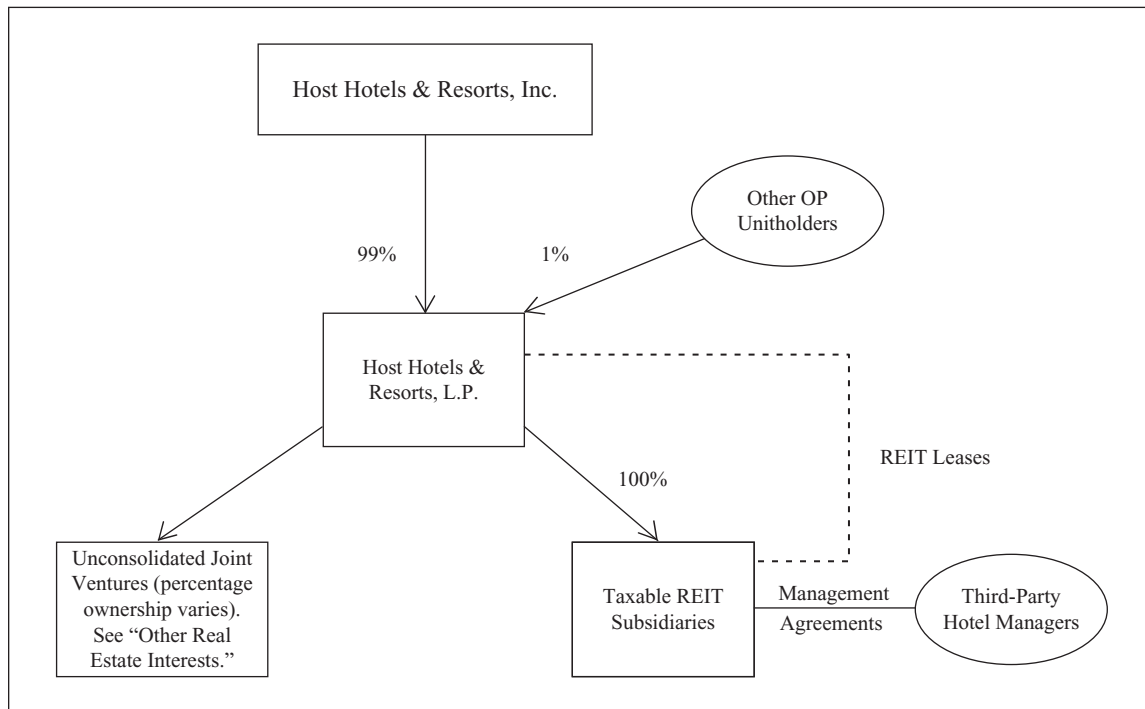 Host Hotels & Resorts, Inc.
Other OP
Unitholders
99%
1%
Host Hotels &
Resorts, L.P.
REIT Leases
100%
Unconsolidated Joint
Ventures (percentage
ownership varies).
See “Other Real
Estate Interests.”
Taxable REIT
Subsidiaries
Management
Agreements
Third-Party
Hotel Managers